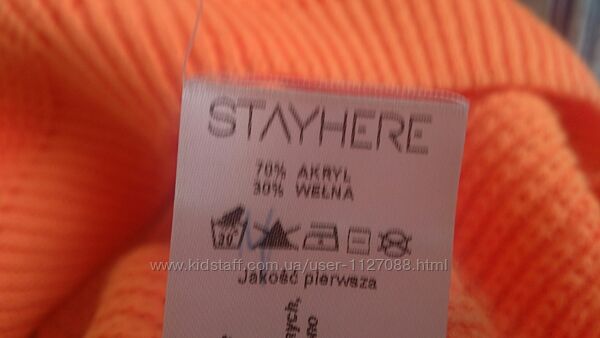 STAYHERE
70% AKRYL
30% WEŁNA
www.kidstaff.com.ua/user-1127088.html
Jakość pierwsza